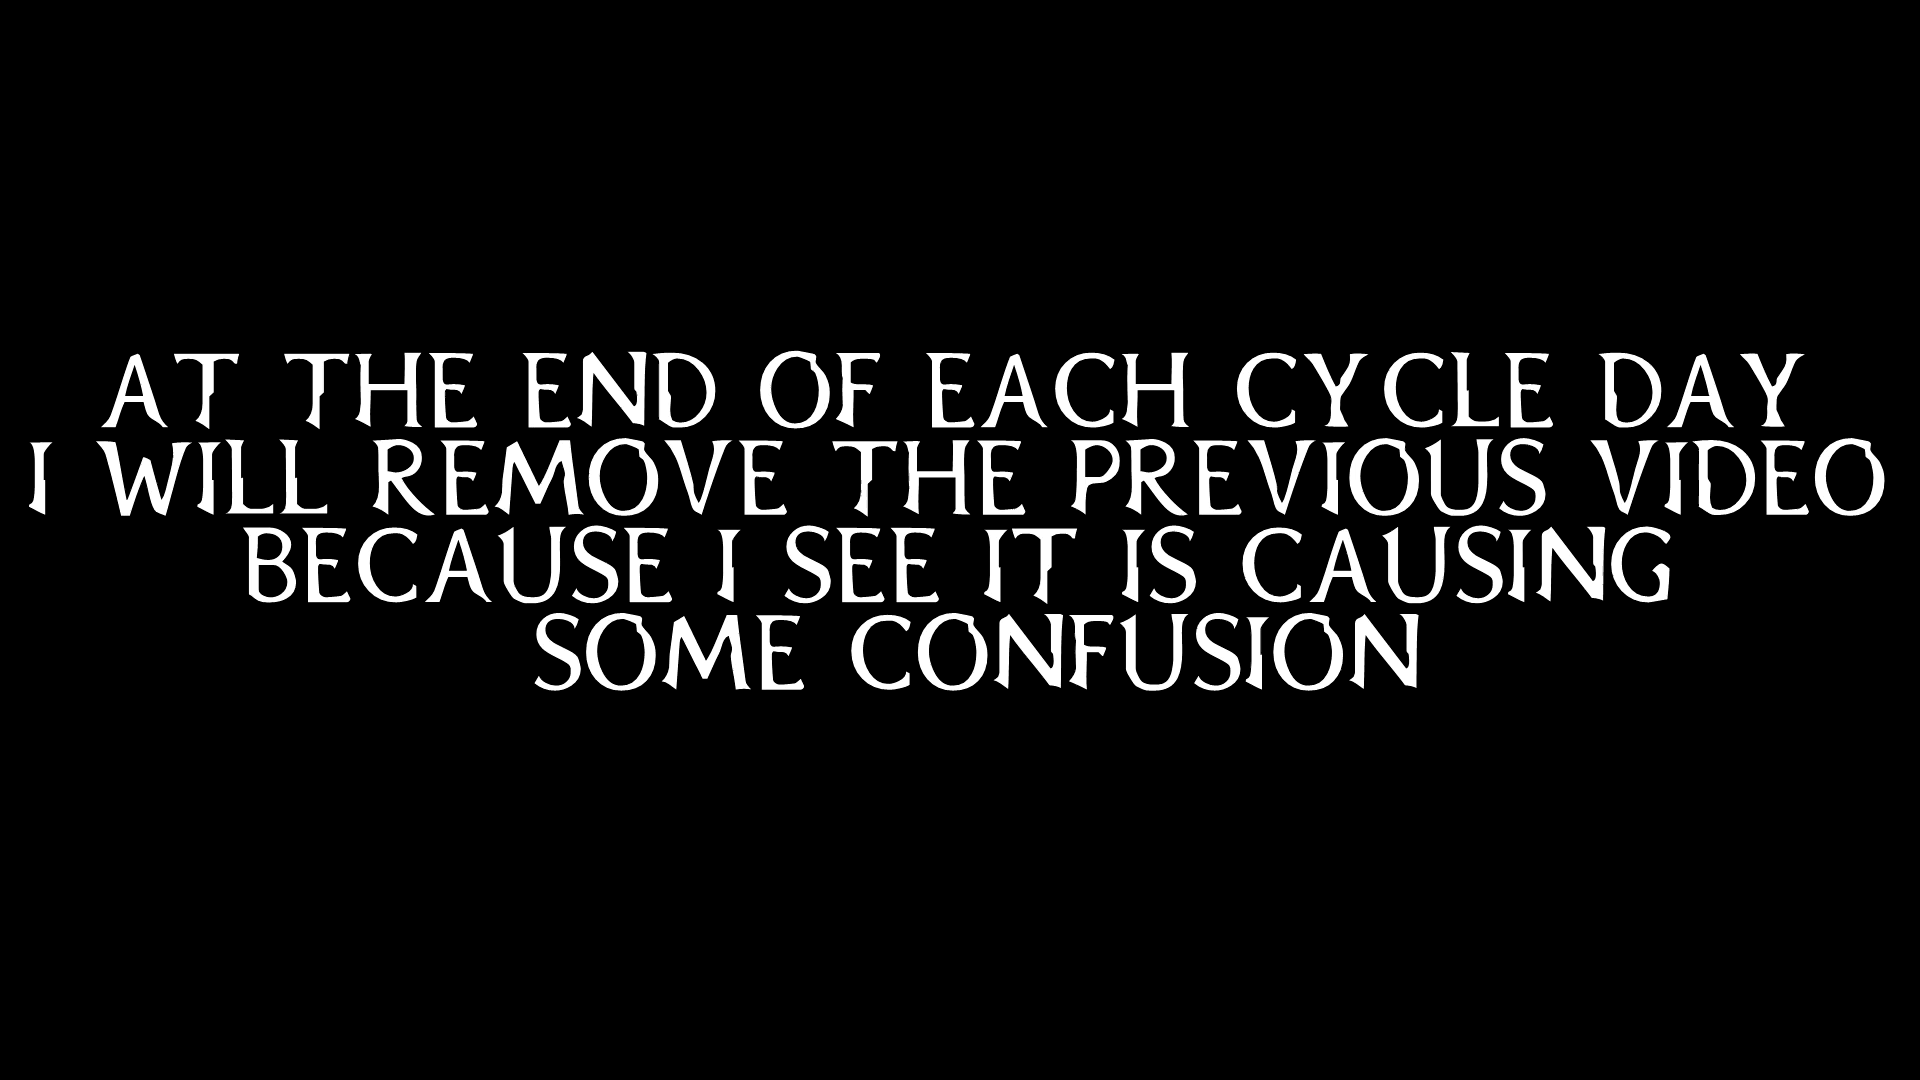 AT THE END OF EACH CYCLE DAY
I WILL REMOVE THE PREVIOUS VIDEO
BECAUSE I SEE IT IS CAUSING
SOME CONFUSION